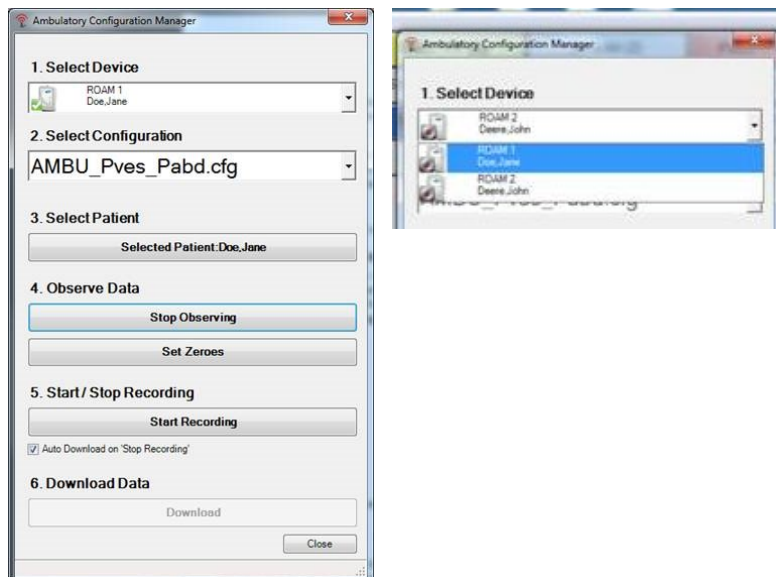 Ambulatory Configuration Manager
1. Select Device
ROAM 1
Doe,Jane
2. Select Configuration
AMBU_Pves_Pabd.cfg
3. Select Patient
Selected Patient:Doe,Jane
4. Observe Data
Stop Observing
Set Zeroes
5. Start / Stop Recording
Start Recording
Auto Download on 'Stop Recording'
6. Download Data
Download
Close
Ambulatory Configuration Manager
1. Select Device
ROAM 2
Deere,John
ROAM 1
Doe,Jane
ROAM 2
Deere,John